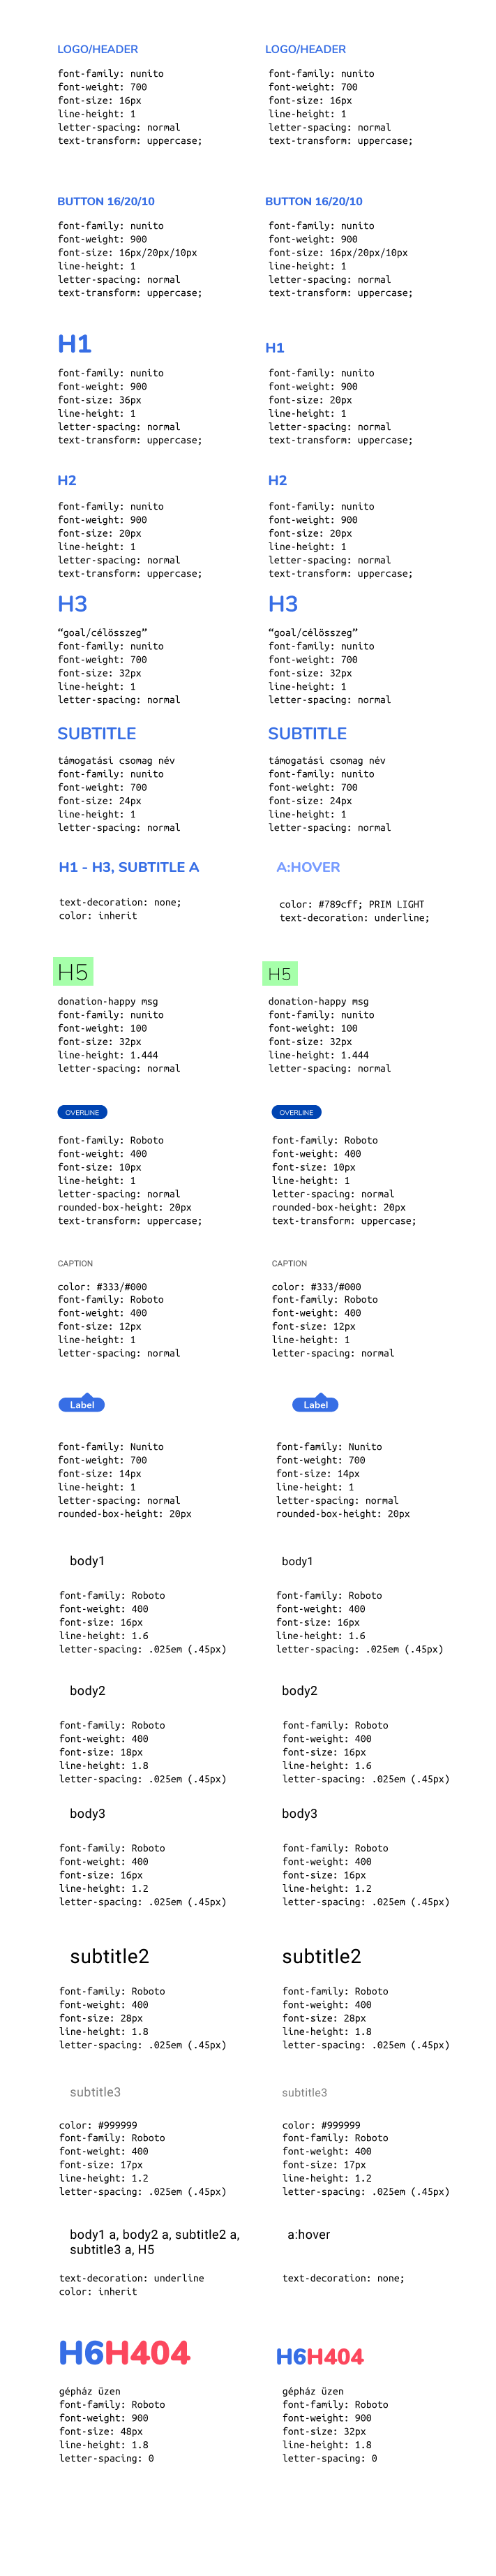 LOGO/HEADER
font-family: nunito
font-weight: 700
font-size: 16px
line-height: 1
letter-spacing: normal
text-transform: uppercase;
LOGO/HEADER
font-family: nunito
font-weight: 700
font-size: 16px
line-height: 1
letter-spacing: normal
text-transform: uppercase;
BUTTON 16/20/10
font-family: nunito
font-weight: 900
font-size: 16px/20px/10px
line-height: 1
letter-spacing: normal
text-transform: uppercase;
BUTTON 16/20/10
font-family: nunito
font-weight: 900
font-size: 16px/20px/10px
line-height: 1
letter-spacing: normal
text-transform: uppercase;
H1
font-family: nunito
font-weight: 900
font-size: 36px
line-height: 1
letter-spacing: normal
text-transform: uppercase;
H1
font-family: nunito
font-weight: 900
font-size: 20px
line-height: 1
letter-spacing: normal
text-transform: uppercase;
H2
font-family: nunito
font-weight: 900
font-size: 20px
line-height: 1
letter-spacing: normal
text-transform: uppercase;
H2
font-family: nunito
font-weight: 900
font-size: 20px
line-height: 1
letter-spacing: normal
text-transform: uppercase;
H3
“goal/célösszeg”
font-family: nunito
font-weight: 700
font-size: 32px
line-height: 1
letter-spacing: normal
H3
“goal/célösszeg”
font-family: nunito
font-weight: 700
font-size: 32px
line-height: 1
letter-spacing: normal
SUBTITLE
támogatási csomag név
font-family: nunito
font-weight: 700
font-size: 24px
line-height: 1
letter-spacing: normal
SUBTITLE
támogatási csomag név
font-family: nunito
font-weight: 700
font-size: 24px
line-height: 1
letter-spacing: normal
H1 - H3, SUBTITLE A
text-decoration: none;
color: inherit
A:HOVER
color: #789cff; PRIM LIGHT
text-decoration: underline;
H5
donation-happy msg
font-family: nunito
font-weight: 100
font-size: 32px
line-height: 1.444
letter-spacing: normal
H5
donation-happy msg
font-family: nunito
font-weight: 100
font-size: 32px
line-height: 1.444
letter-spacing: normal
OVERLINE
font-family: Roboto
font-weight: 400
font-size: 10px
line-height: 1
letter-spacing: normal
rounded-box-height: 20px
text-transform: uppercase;
OVERLINE
font-family: Roboto
font-weight: 400
font-size: 10px
line-height: 1
letter-spacing: normal
rounded-box-height: 20px
text-transform: uppercase;
CAPTION
color: #333/#000
font-family: Roboto
font-weight: 400
font-size: 12px
line-height: 1
letter-spacing: normal
CAPTION
color: #333/#000
font-family: Roboto
font-weight: 400
font-size: 12px
line-height: 1
letter-spacing: normal
Label
font-family: Nunito
font-weight: 700
font-size: 14px
line-height: 1
letter-spacing: normal
rounded-box-height: 20px
Label
font-family: Nunito
font-weight: 700
font-size: 14px
line-height: 1
letter-spacing: normal
rounded-box-height: 20px
body1
font-family: Roboto
font-weight: 400
font-size: 16px
line-height: 1.6
letter-spacing: .025em (.45px)
body1
font-family: Roboto
font-weight: 400
font-size: 16px
line-height: 1.6
letter-spacing: .025em (.45px)
body2
font-family: Roboto
font-weight: 400
font-size: 18px
line-height: 1.8
letter-spacing: .025em (.45px)
body2
font-family: Roboto
font-weight: 400
font-size: 16px
line-height: 1.6
letter-spacing: .025em (.45px)
body3
font-family: Roboto
font-weight: 400
font-size: 16px
line-height: 1.2
letter-spacing: .025em (.45px)
body3
font-family: Roboto
font-weight: 400
font-size: 16px
line-height: 1.2
letter-spacing: .025em (.45px)
subtitle2
font-family: Roboto
font-weight: 400
font-size: 28px
line-height: 1.8
letter-spacing: .025em (.45px)
subtitle2
font-family: Roboto
font-weight: 400
font-size: 28px
line-height: 1.8
letter-spacing: .025em (.45px)
subtitle3
color: #999999
font-family: Roboto
font-weight: 400
font-size: 17px
line-height: 1.2
letter-spacing: .025em (.45px)
subtitle3
color: #999999
font-family: Roboto
font-weight: 400
font-size: 17px
line-height: 1.2
letter-spacing: .025em (.45px)
body1 a, body2 a, subtitle2 a,
subtitle3 a, H5
text-decoration: underline
color: inherit
a:hover
text-decoration: none;
H6H404
gépház üzen
font-family: Roboto
font-weight: 900
font-size: 48px
line-height: 1.8
letter-spacing: 0
H6H404
gépház üzen
font-family: Roboto
font-weight: 900
font-size: 32px
line-height: 1.8
letter-spacing: 0